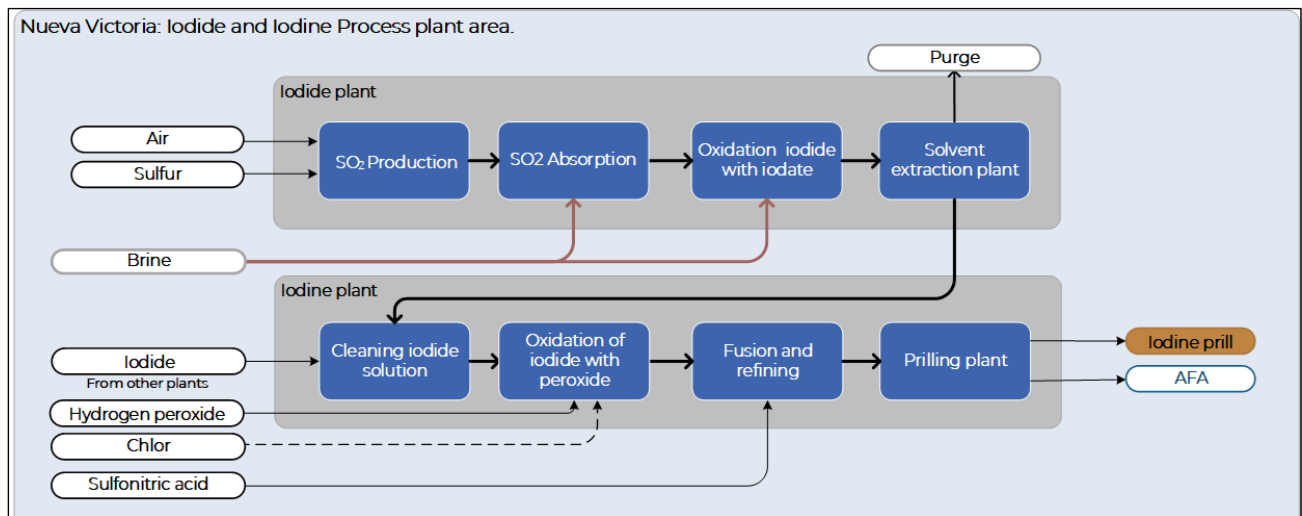 Nueva Victoria: Iodide and Iodine Process plant area.
Purge
Iodide plant
Air
Sulfur
SO₂ Production
SO2 Absorption
Oxidation iodide
with iodate
Solvent
extraction plant
Brine
Iodine plant
Iodide
From other plants
Cleaning iodide
solution
Oxidation of
iodide with
peroxide
Fusion and
refining
Prilling plant
Iodine prill
AFA
Hydrogen peroxide
Chlor
Sulfonitric acid